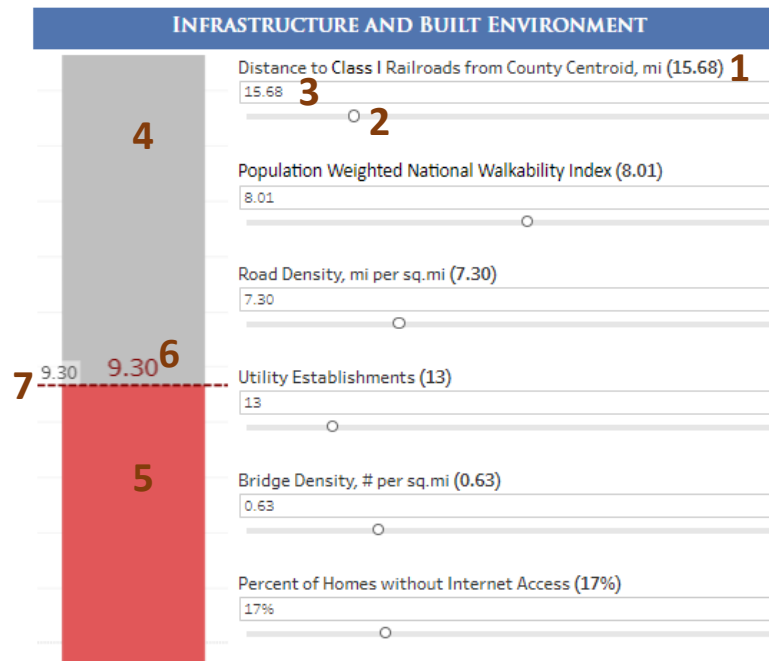 INFRASTRUCTURE AND BUILT ENVIRONMENT
Distance to Class I Railroads from County Centroid, mi (15.68) 1
15.68 3
2
4
Population Weighted National Walkability Index (8.01)
8.01
Road Density, mi per sq.mi (7.30)
7.30
9.30 9.30 6
7
Utility Establishments (13)
13
5
Bridge Density, # per sq.mi (0.63)
0.63
Percent of Homes without Internet Access (17%)
17%